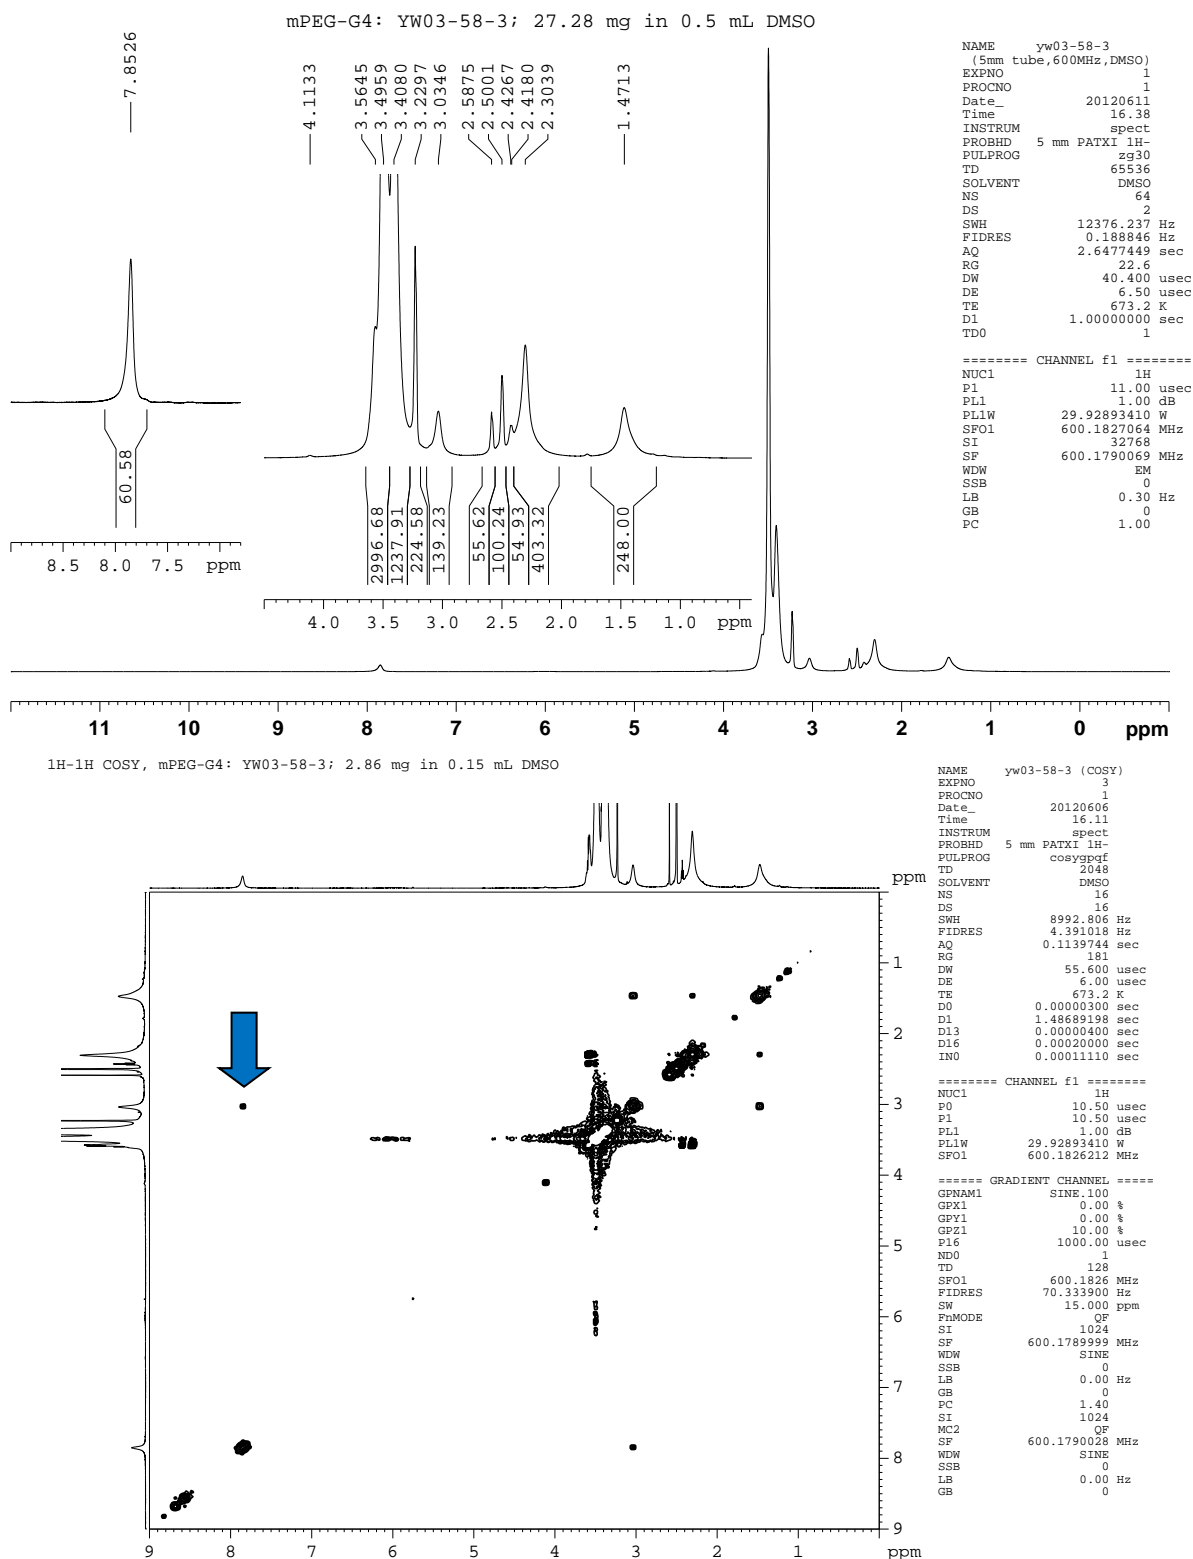 mPEG-G4: YW03-58-3; 27.28 mg in 0.5 mL DMSO
7.8526
4.1133
3.5645
3.4959
3.4080
3.2297
3.0346
2.5875
2.5001
2.4267
2.4180
2.3039
1.4713
60.58
2996.68
1237.91
224.58
139.23
55.62
100.24
54.93
403.32
248.00
8.5 8.0 7.5 ppm
4.0 3.5 3.0 2.5 2.0 1.5 1.0 ppm
11 10 9 8 7 6 5 4 3 2 1 0 ppm
NAME yw03-58-3
(5mm tube,600MHz,DMSO)
EXPNO 1
PROCNO 1
Date_ 20120611
Time 16.38
INSTRUM spect
PROBHD 5 mm PATXI 1H-
PULPROG zg30
TD 65536
SOLVENT DMSO
NS 64
DS 2
SWH 12376.237 Hz
FIDRES 0.188846 Hz
AQ 2.6477449 sec
RG 22.6
DW 40.400 usec
DE 6.50 usec
TE 673.2 K
D1 1.00000000 sec
TD0 1
======== CHANNEL f1 ========
NUC1 1H
P1 11.00 usec
PL1 1.00 dB
PL1W 29.92893410 W
SFO1 600.1827064 MHz
SI 32768
SF 600.1790069 MHz
WDW EM
SSB 0
LB 0.30 Hz
GB 0
PC 1.00
1H-1H COSY, mPEG-G4: YW03-58-3; 2.86 mg in 0.15 mL DMSO
ppm
1
2
3
4
5
6
7
8
9
9 8 7 6 5 4 3 2 1 ppm
NAME yw03-58-3 (COSY)
EXPNO 3
PROCNO 1
Date_ 20120606
Time 16.11
INSTRUM spect
PROBHD 5 mm PATXI 1H-
PULPROG cosygpqf
TD 2048
SOLVENT DMSO
NS 16
DS 16
SWH 8992.806 Hz
FIDRES 4.391018 Hz
AQ 0.1139744 sec
RG 181
DW 55.600 usec
DE 6.00 usec
TE 673.2 K
D0 0.00000300 sec
D1 1.48689198 sec
D13 0.00000400 sec
D16 0.00020000 sec
IN0 0.00011110 sec
======== CHANNEL f1 ========
NUC1 1H
P0 10.50 usec
P1 10.50 usec
PL1 1.00 dB
PL1W 29.92893410 W
SFO1 600.1826212 MHz
====== GRADIENT CHANNEL =====
GPNAM1 SINE.100
GPX1 0.00 %
GPY1 0.00 %
GPZ1 10.00 %
P16 1000.00 usec
ND0 1
TD 128
SFO1 600.1826 MHz
FIDRES 70.333900 Hz
SW 15.000 ppm
FnMODE QF
SI 1024
SF 600.1789999 MHz
WDW SINE
SSB 0
LB 0.00 Hz
GB 0
PC 1.40
SI 1024
MC2 QF
SF 600.1790028 MHz
WDW SINE
SSB 0
LB 0.00 Hz
GB 0